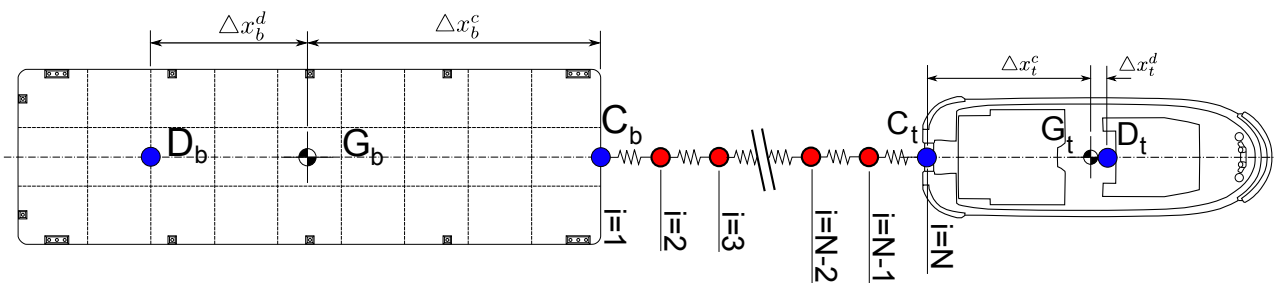 △x_b^d
△x_b^c
△x_t^c
△x_t^d
D_b
G_b
C_b
C_t
G_t
D_t
i=1
i=2
i=3
i=N-2
i=N-1
i=N